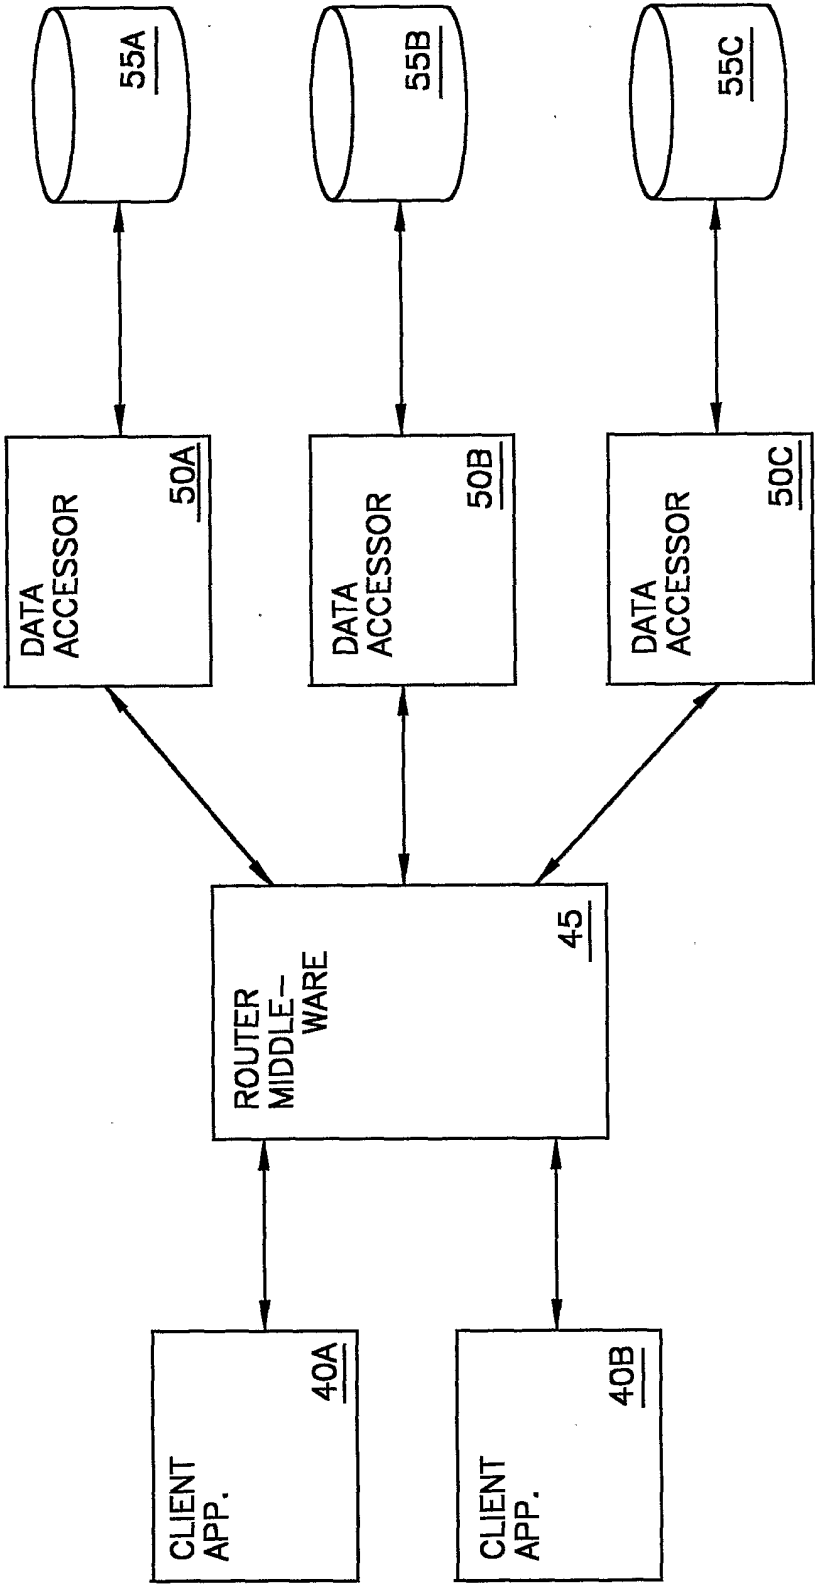 CLIENT
APP.
40A
CLIENT
APP.
40B
ROUTER
MIDDLE-
WARE
45
DATA
ACCESSOR
50A
DATA
ACCESSOR
50B
DATA
ACCESSOR
50C
55A
55B
55C